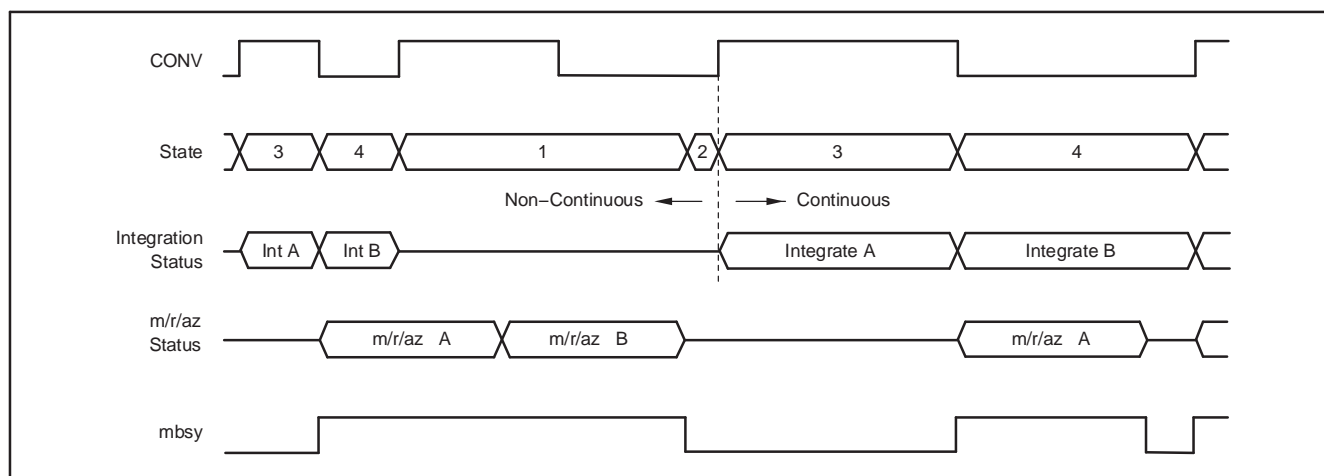 CONV
State
3
4
1
2
3
4
Non−Continuous
Continuous
Integration
Status
Int A
Int B
Integrate A
Integrate B
m/r/az
Status
m/r/az A
m/r/az B
m/r/az A
mbsy